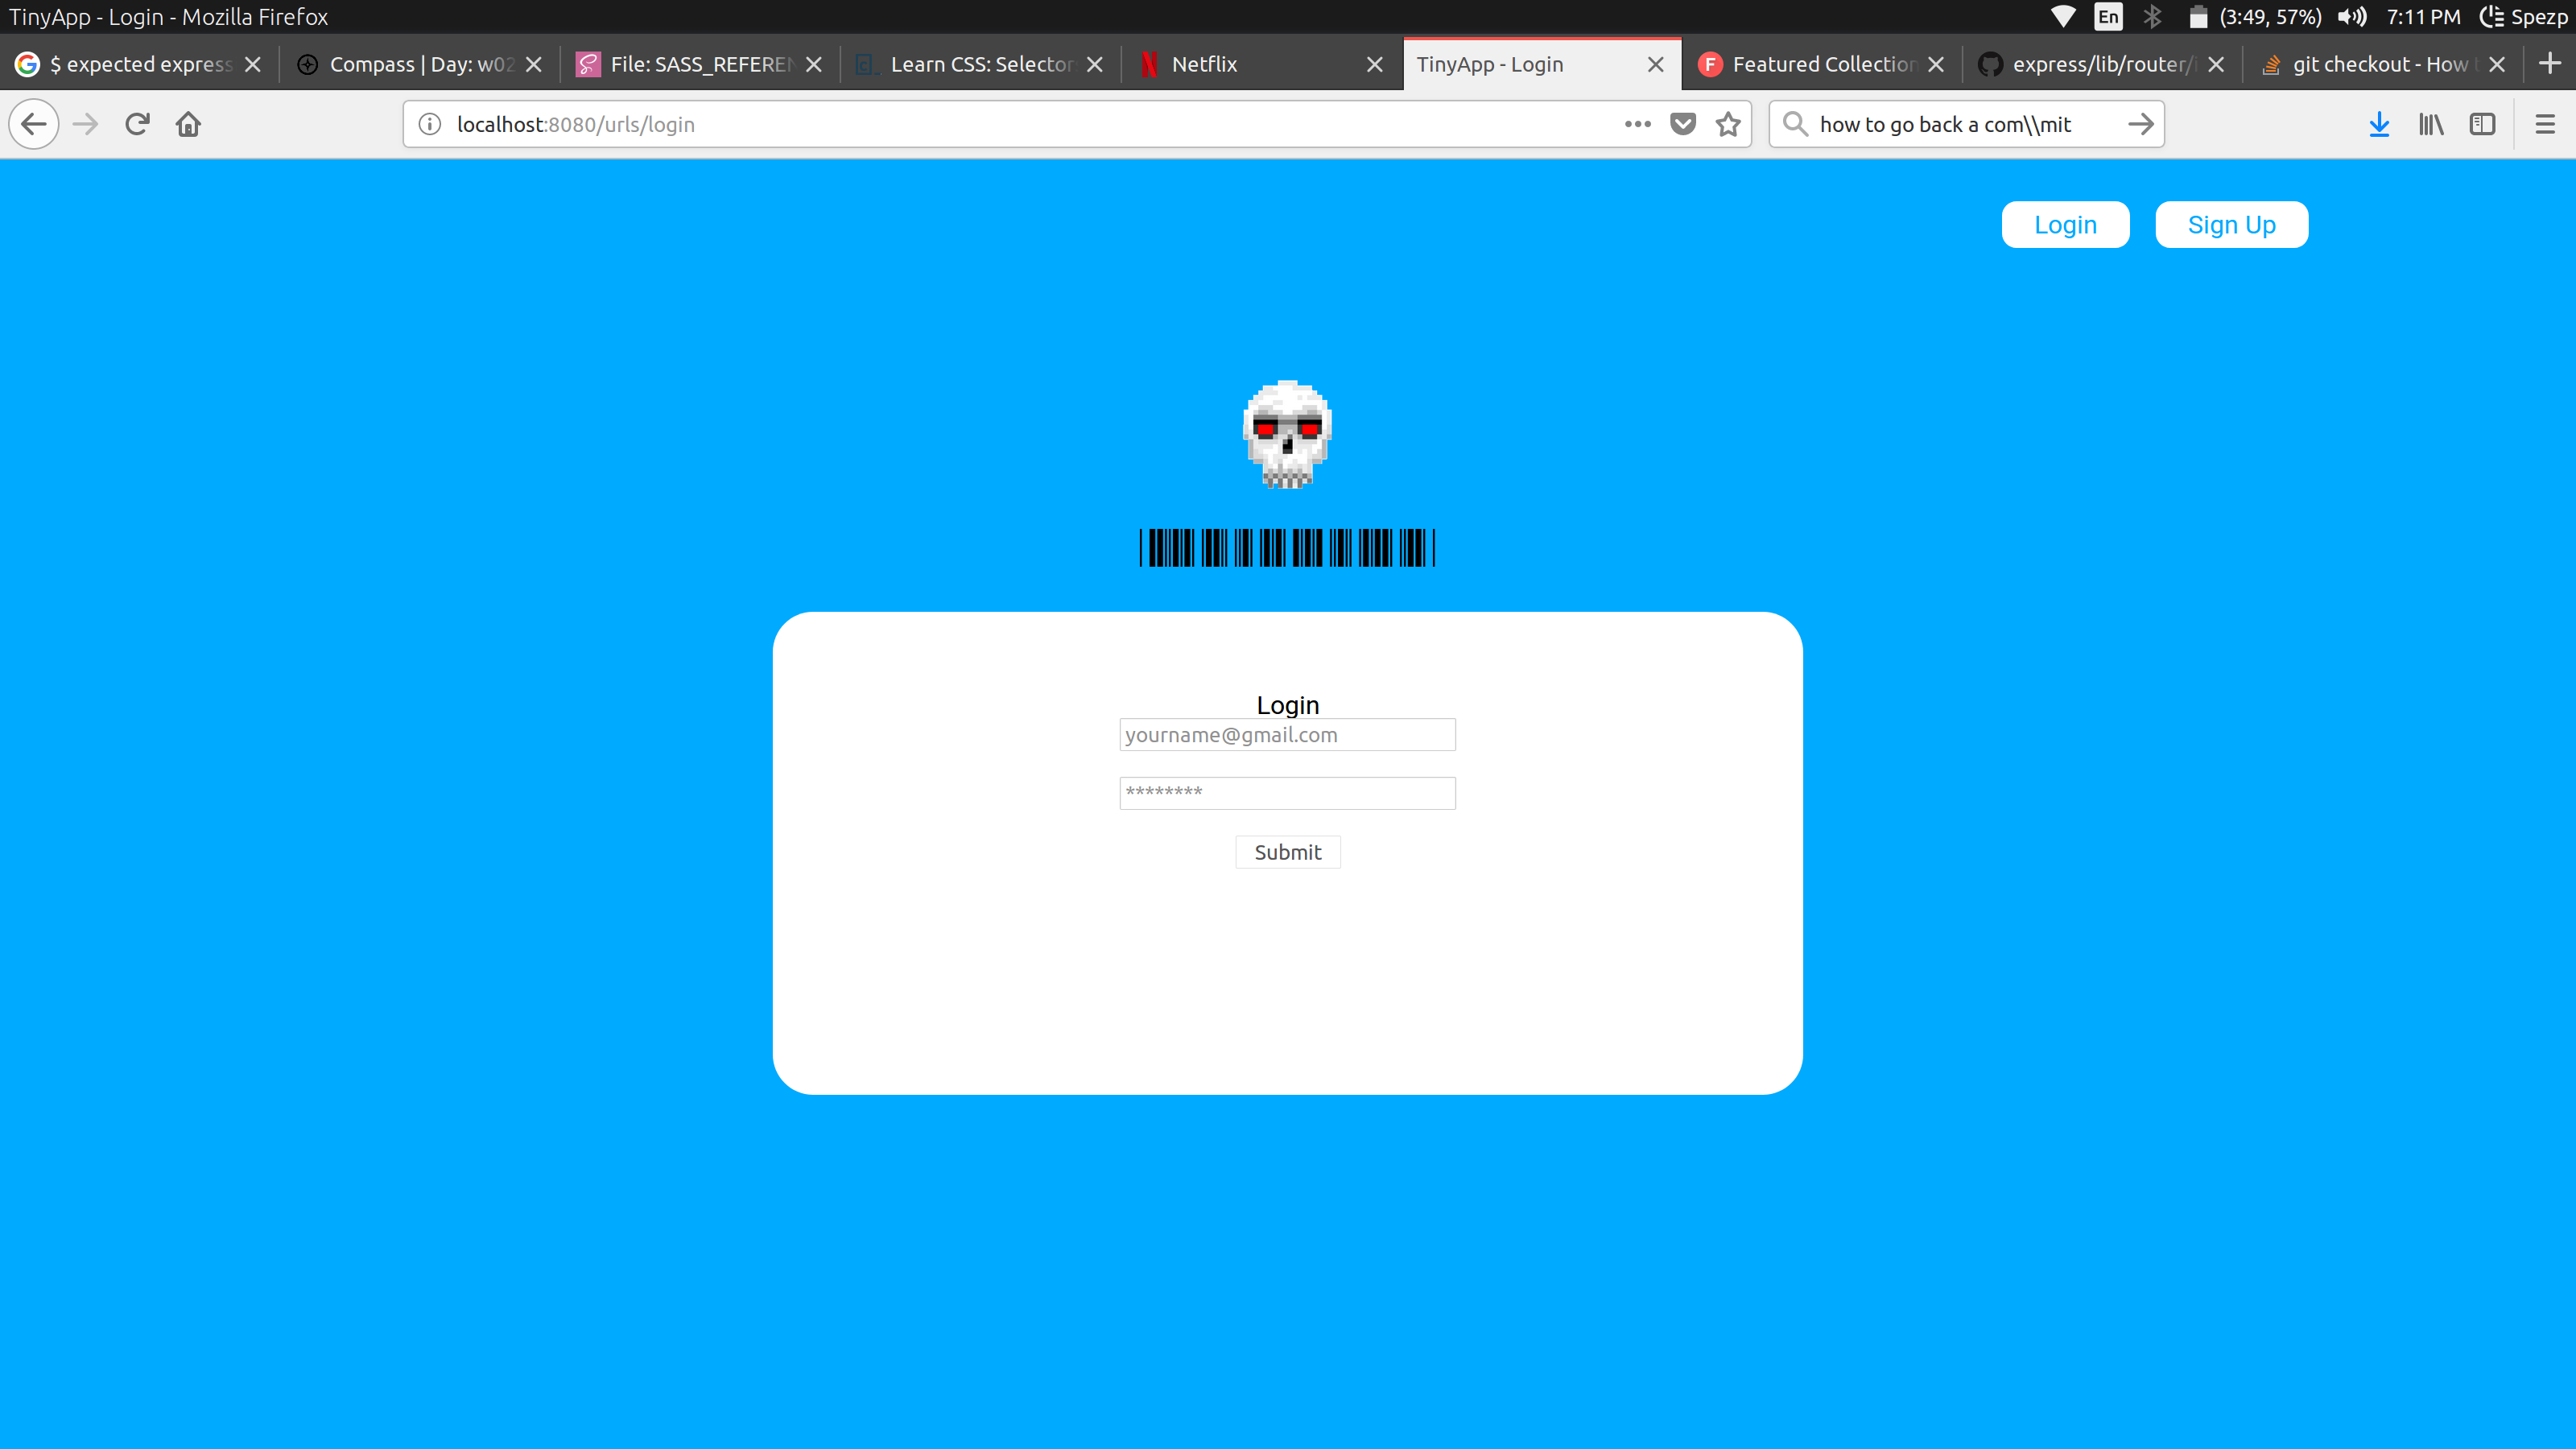 TinyApp - Login - Mozilla Firefox
En
(3:49, 57%)
7:11 PM
Spezp
$ expected express
Compass | Day: w02
File: SASS_REFEREN
Learn CSS: Selector
Netflix
TinyApp - Login
Featured Collection
express/lib/router/i
git checkout - How t
localhost:8080/urls/login
how to go back a com\\mit
Login
Sign Up
Login
yourname@gmail.com
********
Submit